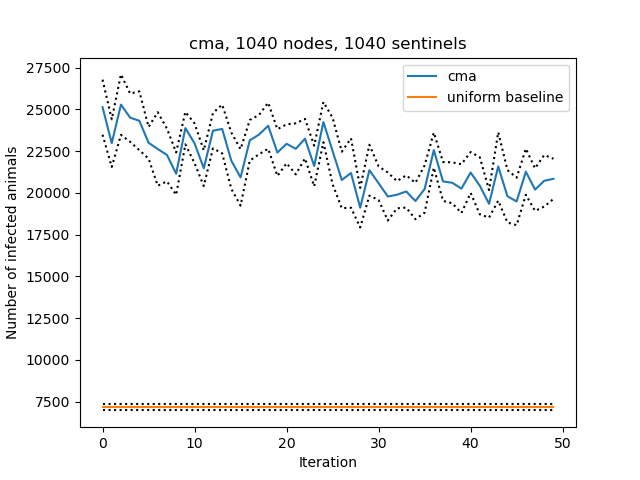 cma, 1040 nodes, 1040 sentinels
cma
uniform baseline
Number of infected animals
27500
25000
22500
20000
17500
15000
12500
10000
7500
0 10 20 30 40 50
Iteration